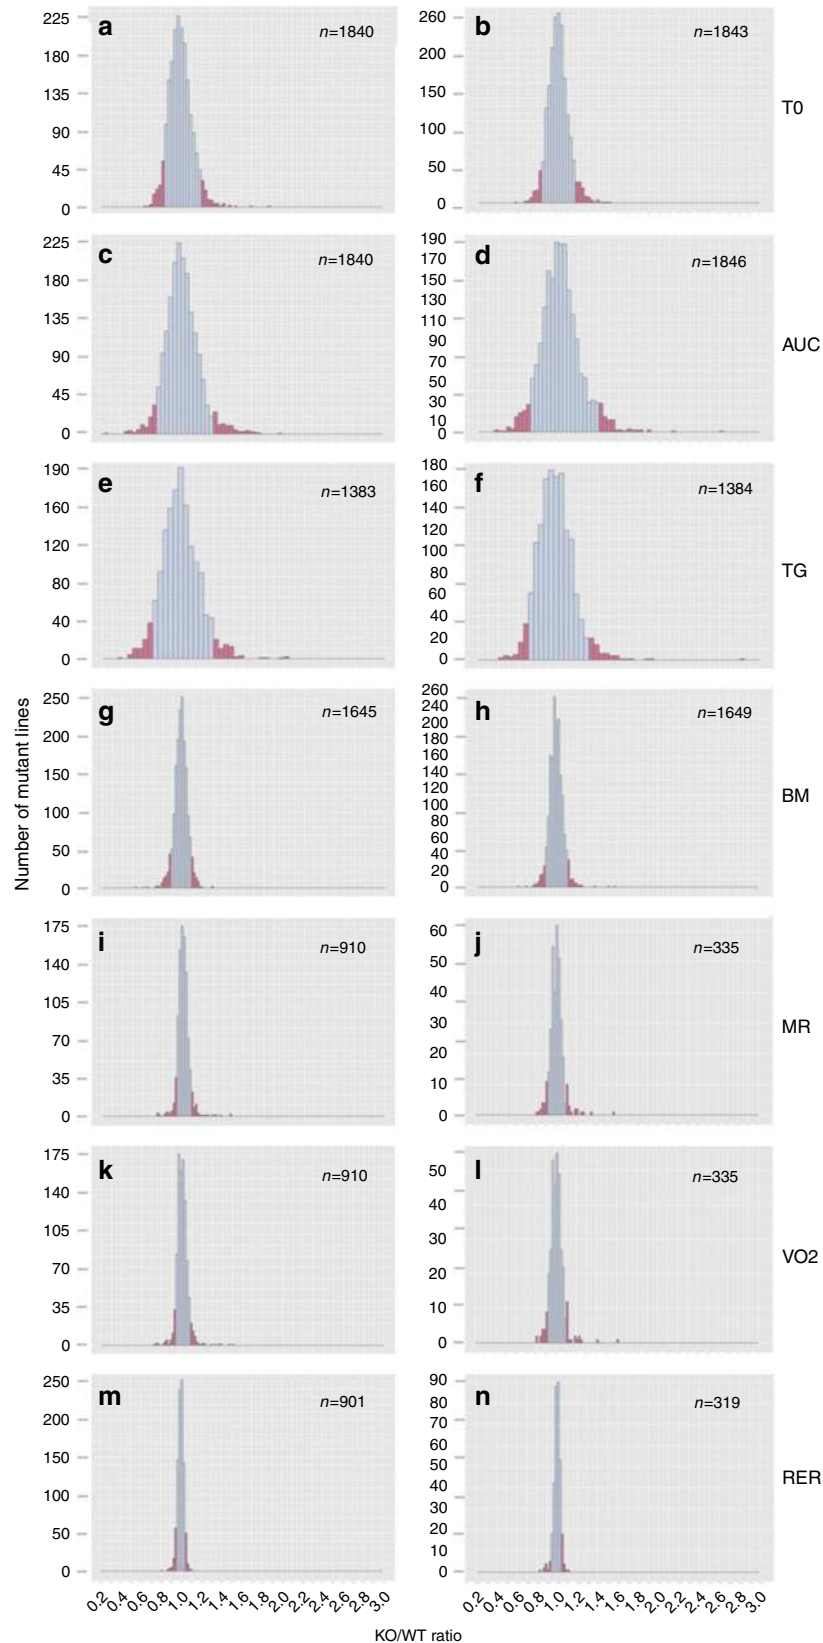 a
n=1840
225
180
135
90
45
0
b
n=1843
260
200
150
100
50
0
T0
c
n=1840
225
180
135
90
45
0
d
n=1846
190
170
150
130
110
90
70
50
30
10
0
AUC
e
n=1383
190
160
120
80
40
0
f
n=1384
180
160
140
120
100
80
60
40
20
0
TG
Number of mutant lines
g
n=1645
250
200
150
100
50
0
h
n=1649
260
240
200
180
160
140
120
100
80
60
40
20
0
BM
i
n=910
175
140
105
70
35
0
j
n=335
60
50
40
30
20
10
0
MR
k
n=910
175
140
105
70
35
0
l
n=335
50
40
30
20
10
0
VO2
m
n=901
250
200
150
100
50
0
n
n=319
90
80
70
60
50
40
30
20
10
0
RER
0.2 0.4 0.6 0.8 1.0 1.2 1.4 1.6 1.8 2.0 2.2 2.4 2.6 2.8 3.0
0.2 0.4 0.6 0.8 1.0 1.2 1.4 1.6 1.8 2.0 2.2 2.4 2.6 2.8 3.0
KO/WT ratio